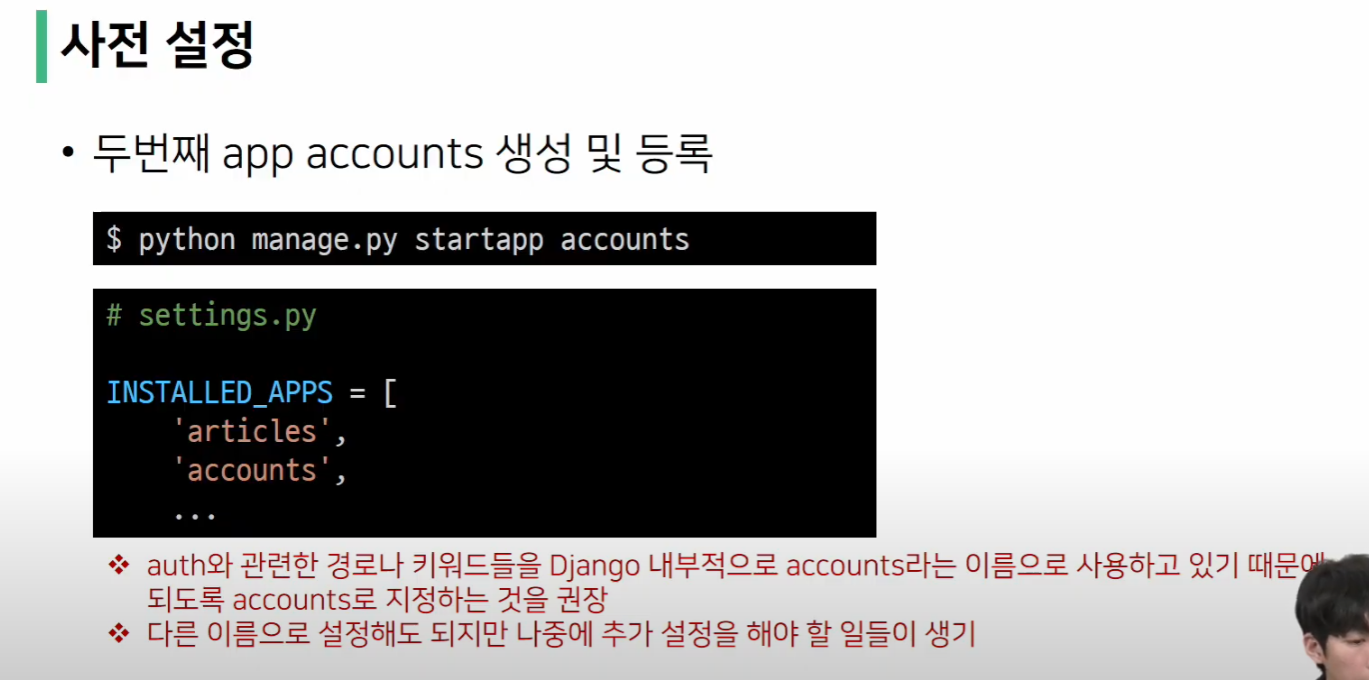 사전 설정
• 두번째 app accounts 생성 및 등록
$ python manage.py startapp accounts
# settings.py
INSTALLED_APPS = [
    'articles',
    'accounts',
    ...
❖ auth와 관련한 경로나 키워드들을 Django 내부적으로 accounts라는 이름으로 사용하고 있기 때문에
되도록 accounts로 지정하는 것을 권장
❖ 다른 이름으로 설정해도 되지만 나중에 추가 설정을 해야 할 일들이 생기